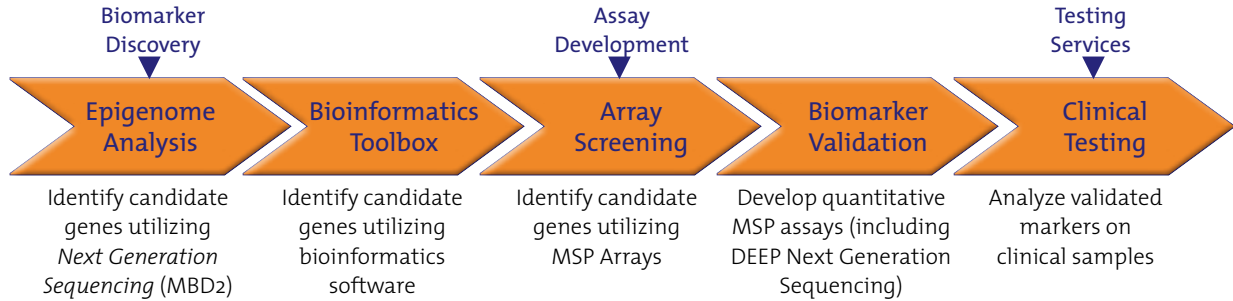 Biomarker
Discovery
Assay
Development
Testing
Services
Epigenome
Analysis
Bioinformatics
Toolbox
Array
Screening
Biomarker
Validation
Clinical
Testing
Identify candidate
genes utilizing
Next Generation
Sequencing (MBD2)
Identify candidate
genes utilizing
bioinformatics
software
Identify candidate
genes utilizing
MSP Arrays
Develop quantitative
MSP assays (including
DEEP Next Generation
Sequencing)
Analyze validated
markers on
clinical samples